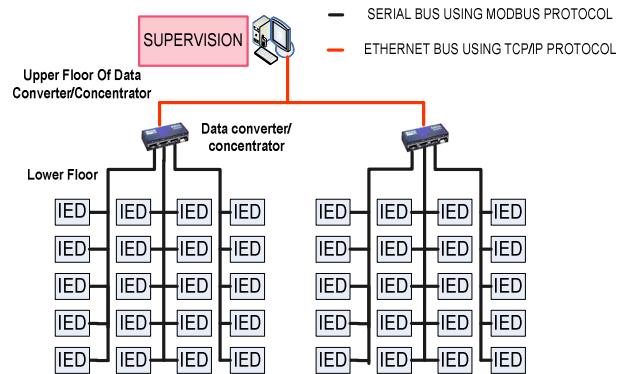 SERIAL BUS USING MODBUS PROTOCOL
SUPERVISION
ETHERNET BUS USING TCP/IP PROTOCOL
Upper Floor Of Data
Converter/Concentrator
Data converter/
concentrator
Lower Floor
IED IED IED IED IED IED IED IED
IED IED IED IED IED IED IED IED
IED IED IED IED IED IED IED IED
IED IED IED IED IED IED IED IED
IED IED IED IED IED IED IED IED